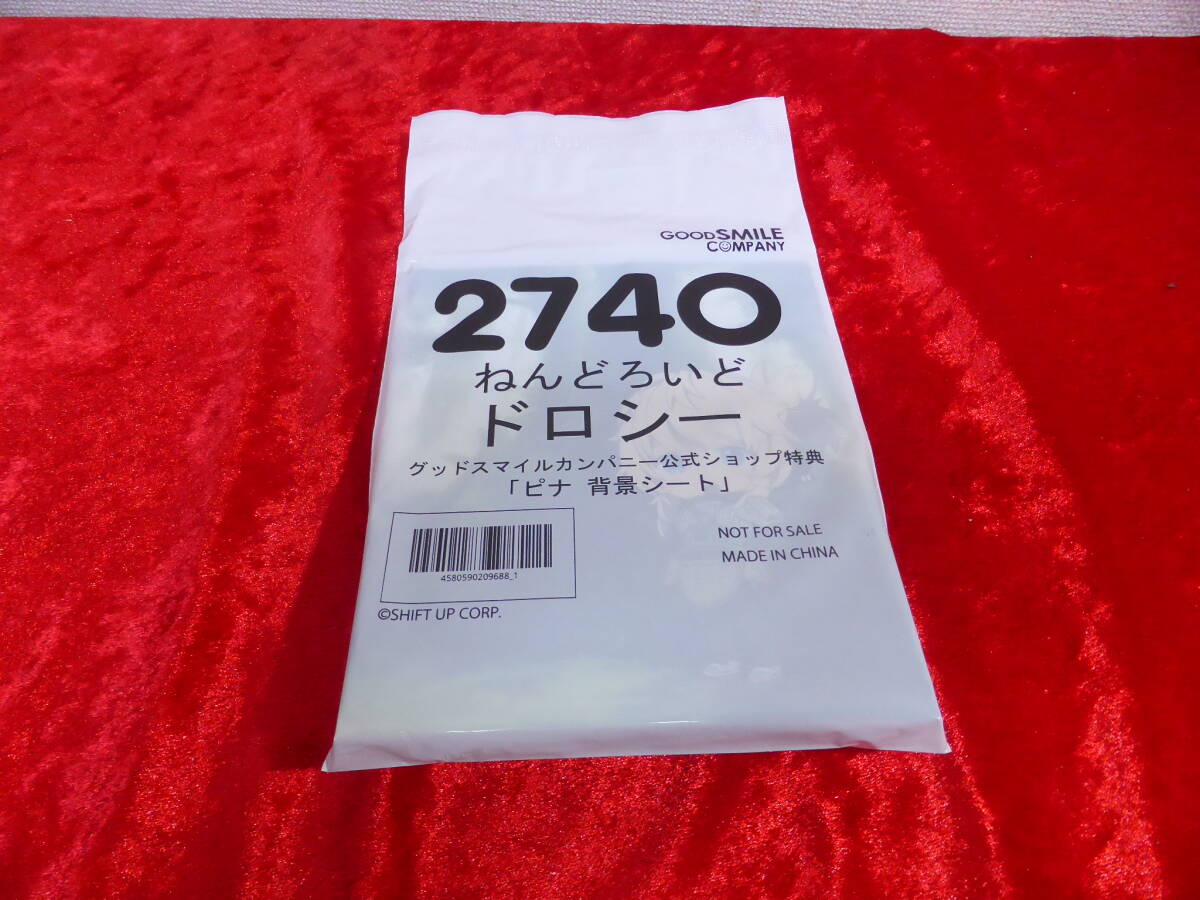 GOODSMILE
COMPANY
2740
ねんどろいど
ドロシー
グッドスマイルカンパニー公式ショップ特典
「ピナ 背景シート」
4580590209688_1
NOT FOR SALE
MADE IN CHINA
©SHIFT UP CORP.